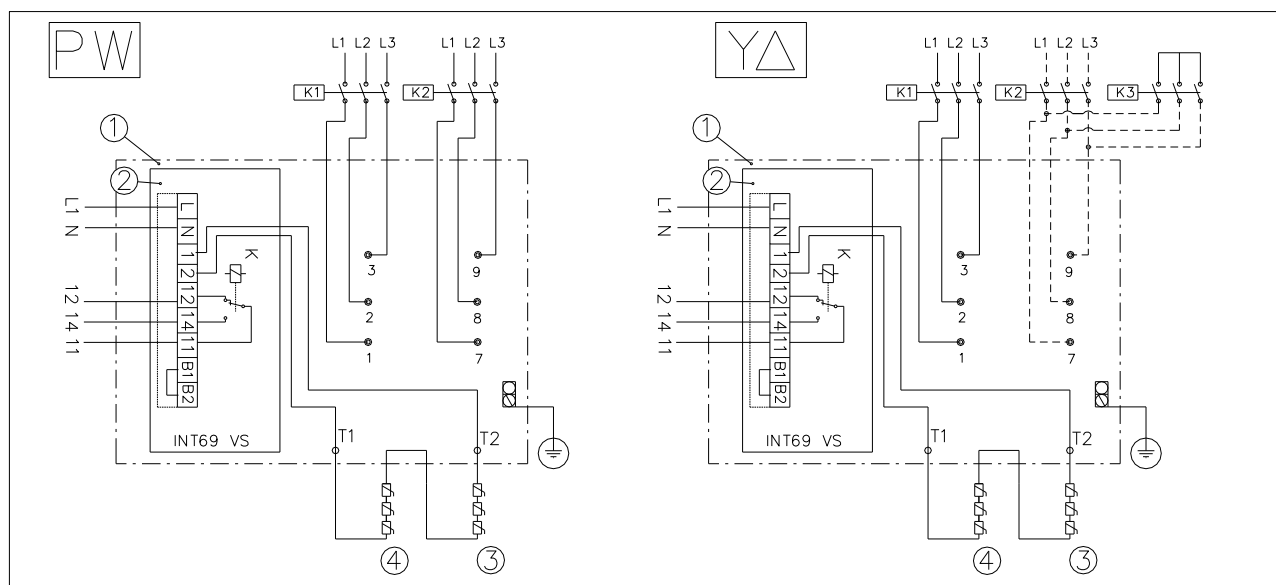 PW
L1 L2 L3 L1 L2 L3
K1 K2
1
2
L1 L
N N
1
2
K
12 12
14 14
11 11
B1
B2
3 9
2 8
1 7
INT69 VS
T1 T2
4 3
YΔ
L1 L2 L3 L1 L2 L3
K1 K2 K3
1
2
L1 L
N N
1
2
K
12 12
14 14
11 11
B1
B2
3 9
2 8
1 7
INT69 VS
T1 T2
4 3